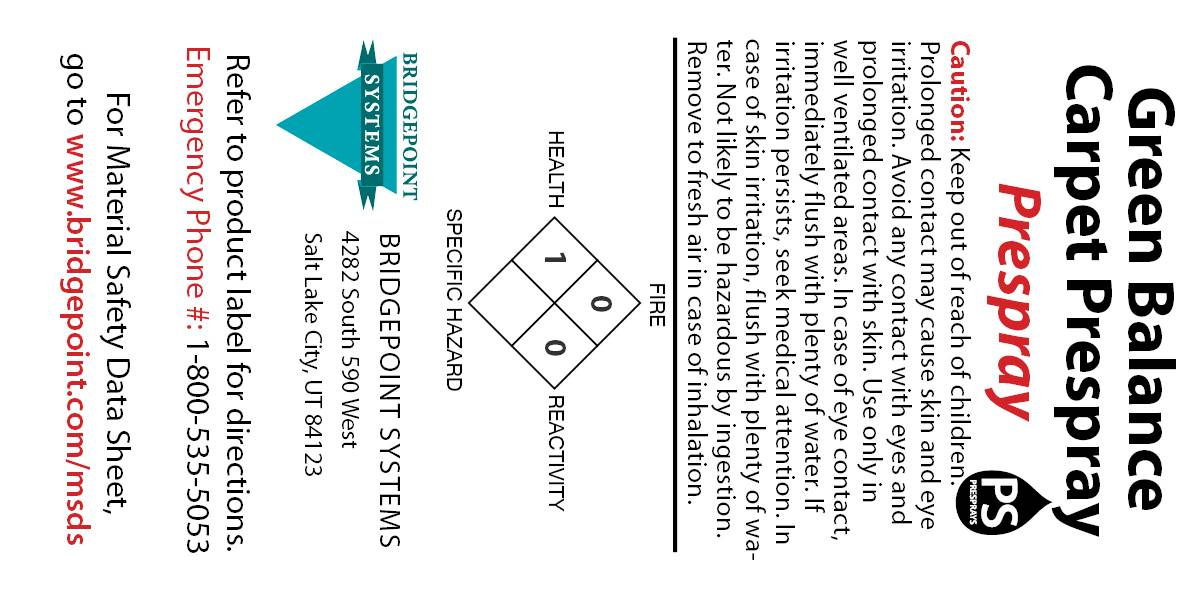 Green Balance
Carpet Prespray
Prespray
PS
PRESPRAYS
Caution: Keep out of reach of children.
Prolonged contact may cause skin and eye
irritation. Avoid any contact with eyes and
prolonged contact with skin. Use only in
well ventilated areas. In case of eye contact,
immediately flush with plenty of water. If
irritation persists, seek medical attention. In
case of skin irritation, flush with plenty of wa-
ter. Not likely to be hazardous by ingestion.
Remove to fresh air in case of inhalation.
FIRE
0
HEALTH 1 0 REACTIVITY
SPECIFIC HAZARD
BRIDGEPOINT
SYSTEMS
BRIDGEPOINT SYSTEMS
4282 South 590 West
Salt Lake City, UT 84123
Refer to product label for directions.
Emergency Phone #: 1-800-535-5053
For Material Safety Data Sheet,
go to www.bridgepoint.com/msds